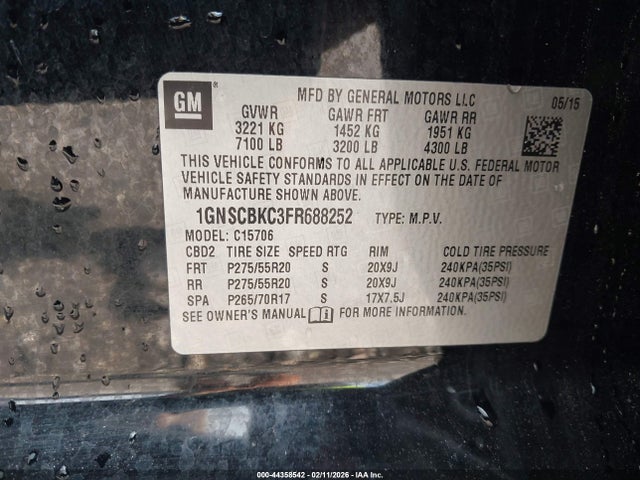 GM
MFD BY GENERAL MOTORS LLC
05/15
GVWR GAWR FRT GAWR RR
3221 KG 1452 KG 1951 KG
7100 LB 3200 LB 4300 LB
THIS VEHICLE CONFORMS TO ALL APPLICABLE U.S. FEDERAL MOTOR
VEHICLE SAFETY STANDARDS IN EFFECT ON THE DATE OF
MANUFACTURE SHOWN ABOVE.
1GNSCBKC3FR688252 TYPE: M.P.V.
MODEL: C15706
CBD2 TIRE SIZE SPEED RTG RIM COLD TIRE PRESSURE
FRT P275/55R20 S 20X9J 240KPA(35PSI)
RR P275/55R20 S 20X9J 240KPA(35PSI)
SPA P265/70R17 S 17X7.5J 240KPA(35PSI)
SEE OWNER'S MANUAL FOR MORE INFORMATION.
000-44358542 - 02/11/2026 - IAA Inc.